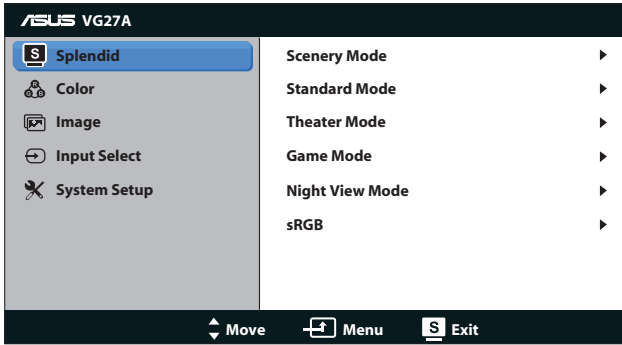 ASUS VG27A
S Splendid
Color
Image
Input Select
System Setup
Scenery Mode
Standard Mode
Theater Mode
Game Mode
Night View Mode
sRGB
Move Menu S Exit